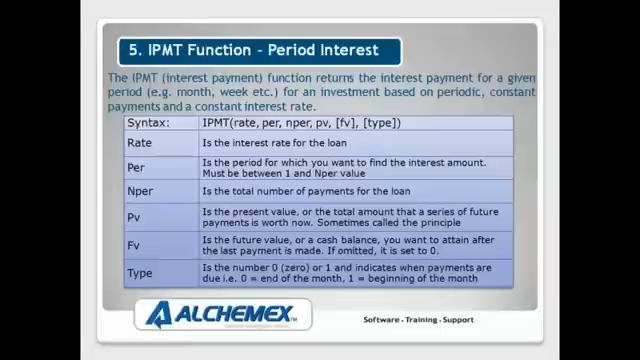 5. IPMT Function – Period Interest
The IPMT (interest payment) function returns the interest payment for a given
period (e.g. month, week etc.) for an investment based on periodic, constant
payments and a constant interest rate.
Syntax: IPMT(rate, per, nper, pv, [fv], [type])
Rate Is the interest rate for the loan
Per Is the period for which you want to find the interest amount.
Must be between 1 and Nper value
Nper Is the total number of payments for the loan
Pv Is the present value, or the total amount that a series of future
payments is worth now. Sometimes called the principle
Fv Is the future value, or a cash balance, you want to attain after
the last payment is made. If omitted, it is set to 0.
Type Is the number 0 (zero) or 1 and indicates when payments are
due i.e. 0 = end of the month, 1 = beginning of the month
ALCHEMEX™
Software - Training - Support